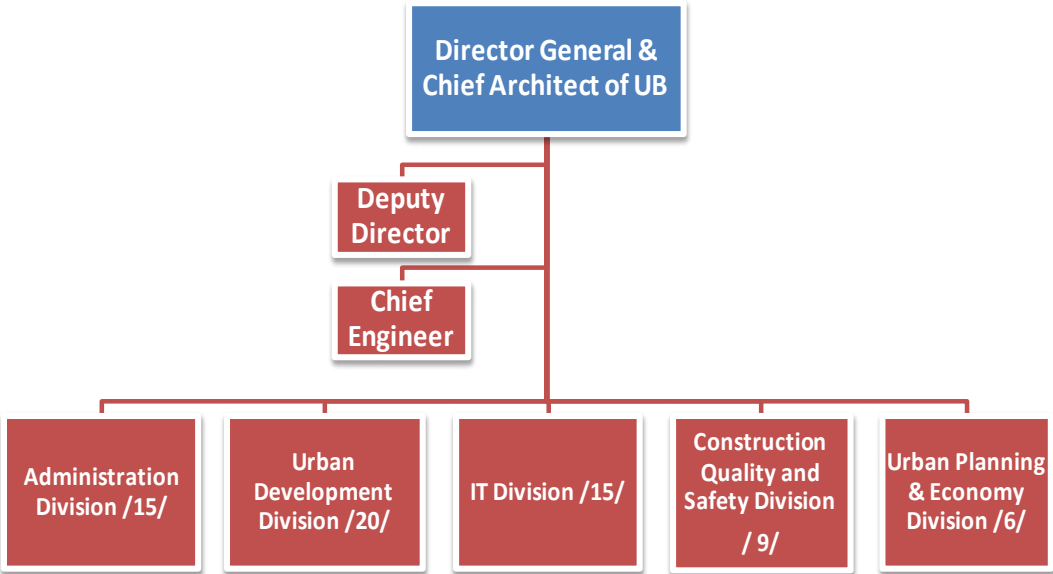 Director General &
Chief Architect of UB
Deputy
Director
Chief
Engineer
Administration
Division /15/
Urban
Development
Division /20/
IT Division /15/
Construction
Quality and
Safety Division
/ 9/
Urban Planning
& Economy
Division /6/